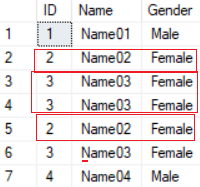 ID Name Gender
1 1 Name01 Male
2 2 Name02 Female
3 3 Name03 Female
4 3 Name03 Female
5 2 Name02 Female
6 3 Name03 Female
7 4 Name04 Male